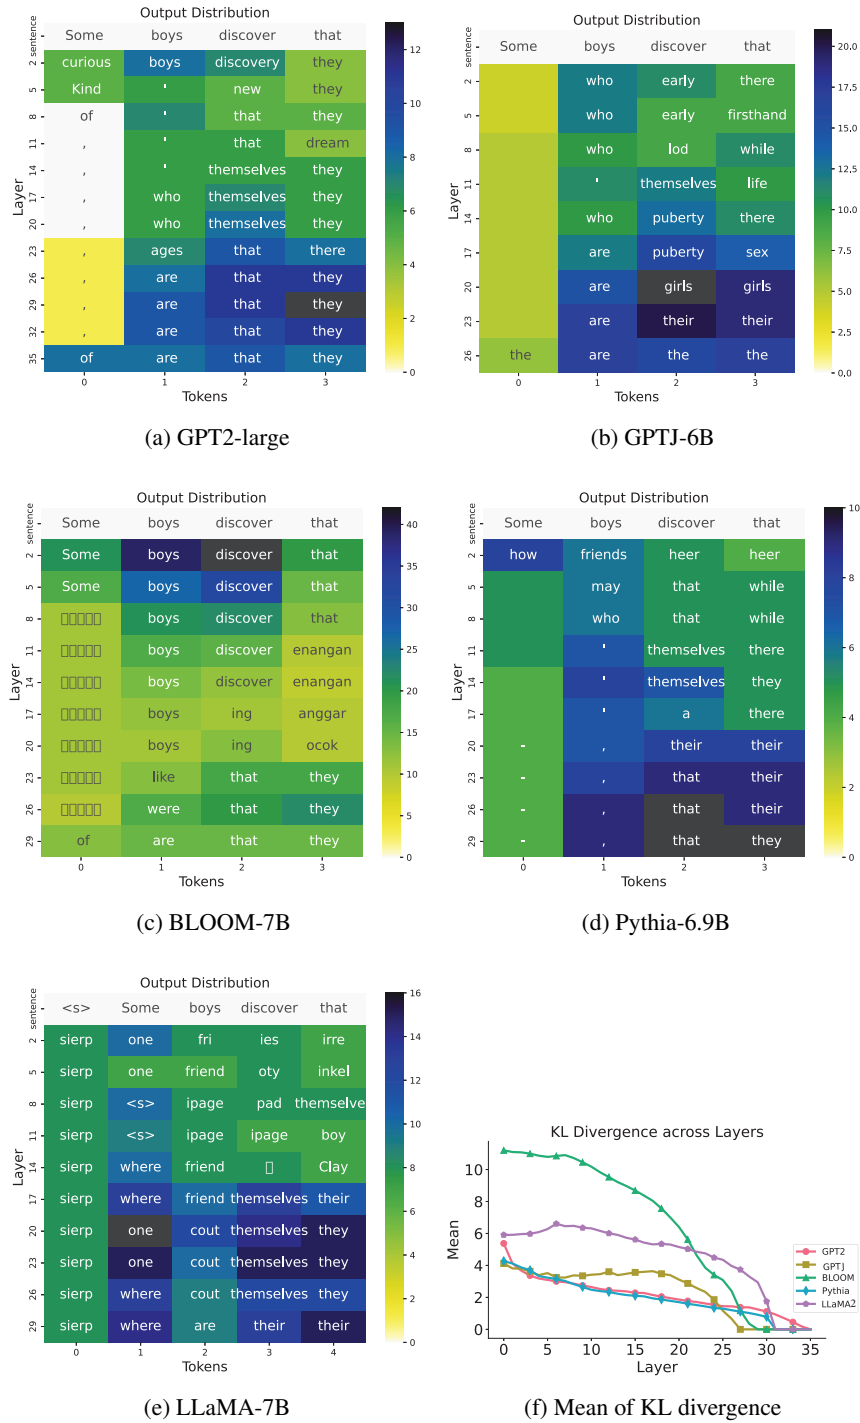 Output Distribution
sentence Some boys discover that
2 curious boys discovery they
5 Kind ' new they
8 of ' that they
11 , ' that dream
14 , ' themselves they
17 , who themselves they
20 , who themselves they
23 , ages that there
26 , are that they
29 , are that they
32 , are that they
35 of are that they
0 1 2 3
Tokens
Layer
12
10
8
6
4
2
0
(a) GPT2-large
Output Distribution
sentence Some boys discover that
2 who early there
5 who early firsthand
8 who lod while
11 ' themselves life
14 who puberty there
17 are puberty sex
20 are girls girls
23 are their their
26 the are the the
0 1 2 3
Tokens
Layer
20.0
17.5
15.0
12.5
10.0
7.5
5.0
2.5
0.0
(b) GPTJ-6B
Output Distribution
sentence Some boys discover that
2 Some boys discover that
5 Some boys discover that
8 □□□□□ boys discover that
11 □□□□□ boys discover enangan
14 □□□□□ boys discover enangan
17 □□□□□ boys ing anggar
20 □□□□□ boys ing ocok
23 □□□□□ like that they
26 □□□□□ were that they
29 of are that they
0 1 2 3
Tokens
Layer
40
35
30
25
20
15
10
5
0
(c) BLOOM-7B
Output Distribution
sentence Some boys discover that
2 how friends heer heer
5 may that while
8 who that while
11 ' themselves there
14 ' themselves they
17 ' a there
20 - , their their
23 - , that their
26 - , that their
29 - , that they
0 1 2 3
Tokens
Layer
10
8
6
4
2
0
(d) Pythia-6.9B
Output Distribution
sentence <s> Some boys discover that
2 sierp one fri ies irre
5 sierp one friend oty inkel
8 sierp <s> ipage pad themselve
11 sierp <s> ipage ipage boy
14 sierp where friend □ Clay
17 sierp where friend themselves their
20 sierp one cout themselves they
23 sierp one cout themselves they
26 sierp where cout themselves they
29 sierp where are their their
0 1 2 3 4
Tokens
Layer
16
14
12
10
8
6
4
2
0
(e) LLaMA-7B
KL Divergence across Layers
Mean
10
8
6
4
2
0
0 5 10 15 20 25 30 35
Layer
GPT2
GPTJ
BLOOM
Pythia
LLaMA2
(f) Mean of KL divergence